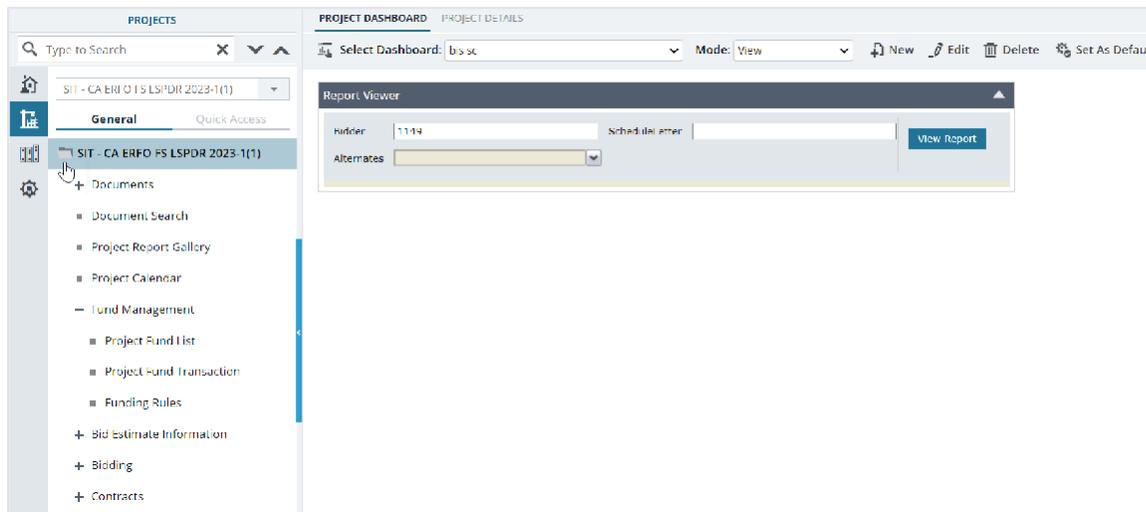 PROJECTS
Type to Search
SIT - CA ERFO FS LSPDR 2023-1(1)
General Quick Access
SIT - CA ERFO FS LSPDR 2023-1(1)
Documents
Document Search
Project Report Gallery
Project Calendar
Fund Management
Project Fund List
Project Fund Transaction
Funding Rules
Bid Estimate Information
Bidding
Contracts
PROJECT DASHBOARD PROJECT DETAILS
Select Dashboard: bis sc Mode: View New Edit Delete Set As Defau
Report Viewer
Bidder 1149 ScheduleLetter View Report
Alternates